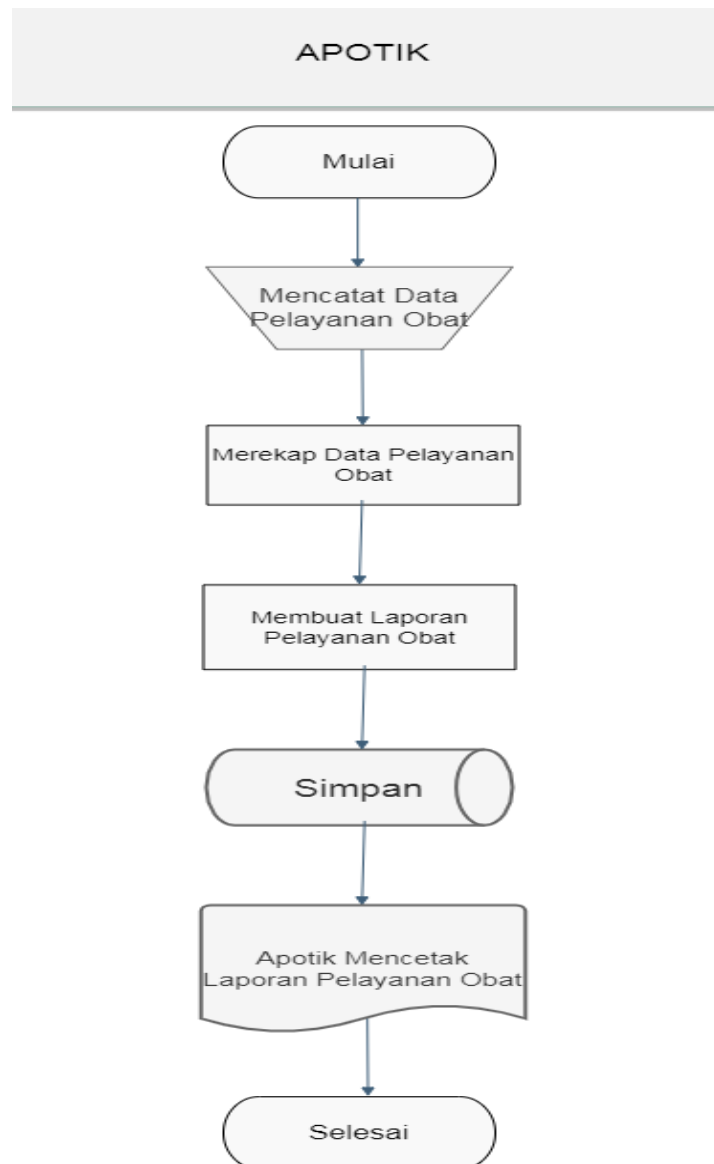 APOTIK
Mulai
Mencatat Data
Pelayanan Obat
Merekap Data Pelayanan
Obat
Membuat Laporan
Pelayanan Obat
Simpan
Apotik Mencetak
Laporan Pelayanan Obat
Selesai